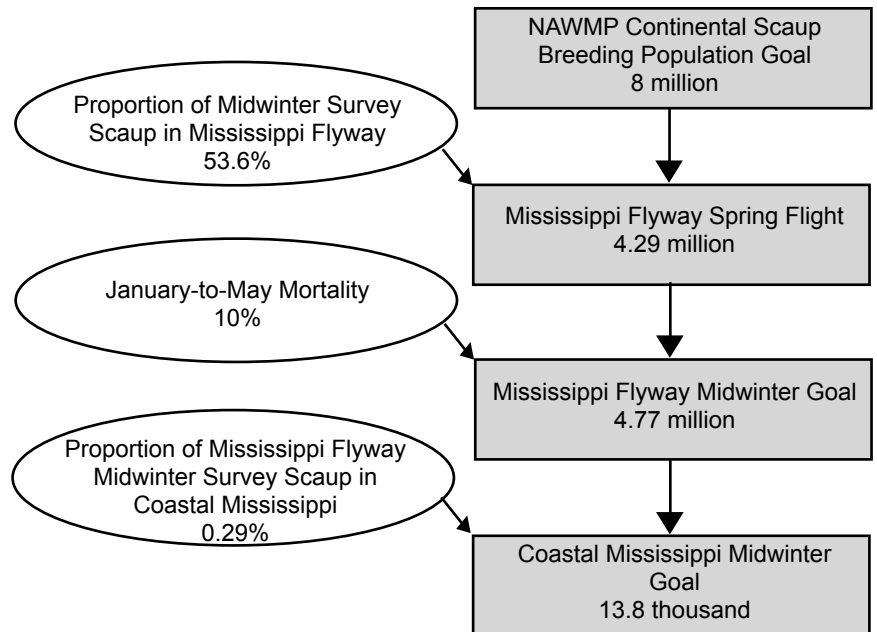 NAWMP Continental Scaup
Breeding Population Goal
8 million
Proportion of Midwinter Survey
Scaup in Mississippi Flyway
53.6%
Mississippi Flyway Spring Flight
4.29 million
January-to-May Mortality
10%
Mississippi Flyway Midwinter Goal
4.77 million
Proportion of Mississippi Flyway
Midwinter Survey Scaup in
Coastal Mississippi
0.29%
Coastal Mississippi Midwinter
Goal
13.8 thousand